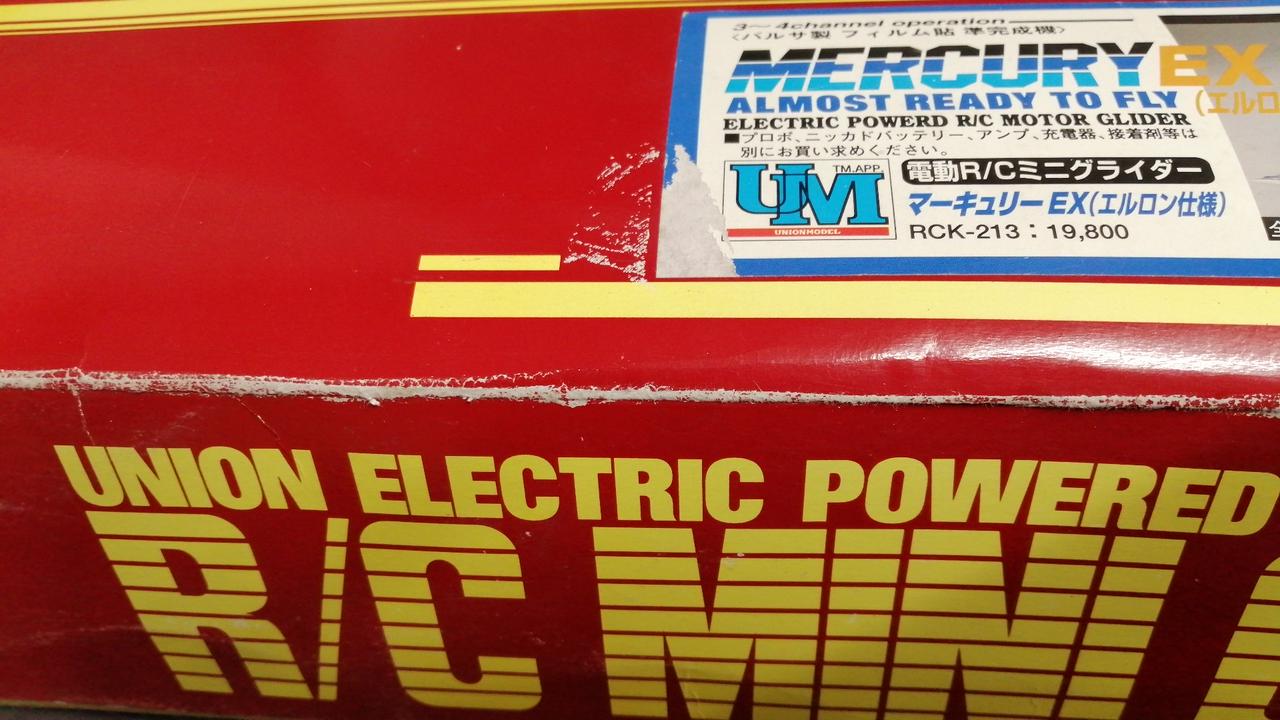 3〜4channel operation
〈バルサ製 フィルム貼 準完成機〉
MERCURY EX
ALMOST READY TO FLY (エルロ
ELECTRIC POWERD R/C MOTOR GLIDER
■プロポ、ニッカドバッテリー、アンプ、充電器、接着剤等は
別にお買い求めください。
UM TM.APP.
UNIONMODEL
電動R/Cミニグライダー
マーキュリーEX(エルロン仕様)
RCK-213：19,800
UNION ELECTRIC POWERED
R/C MINI